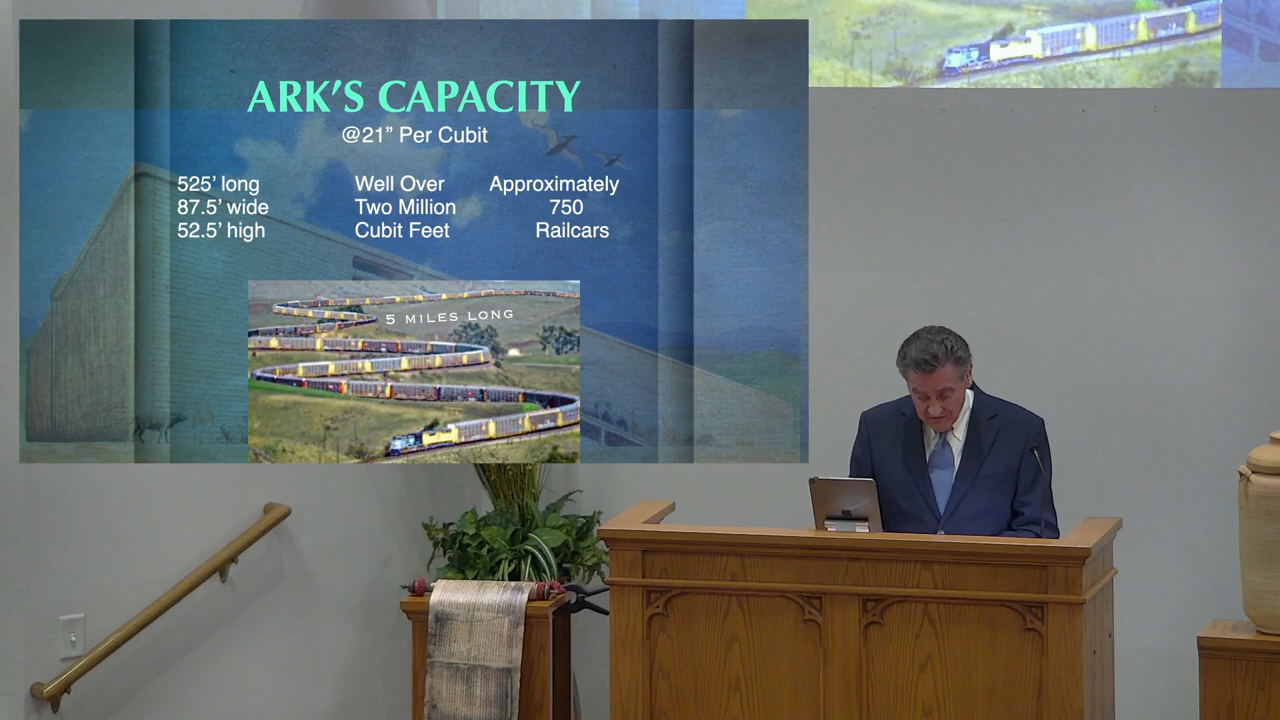 ARK’S CAPACITY
@21” Per Cubit
525’ long
87.5’ wide
52.5’ high
Well Over
Two Million
Cubit Feet
Approximately
750
Railcars
5 MILES LONG